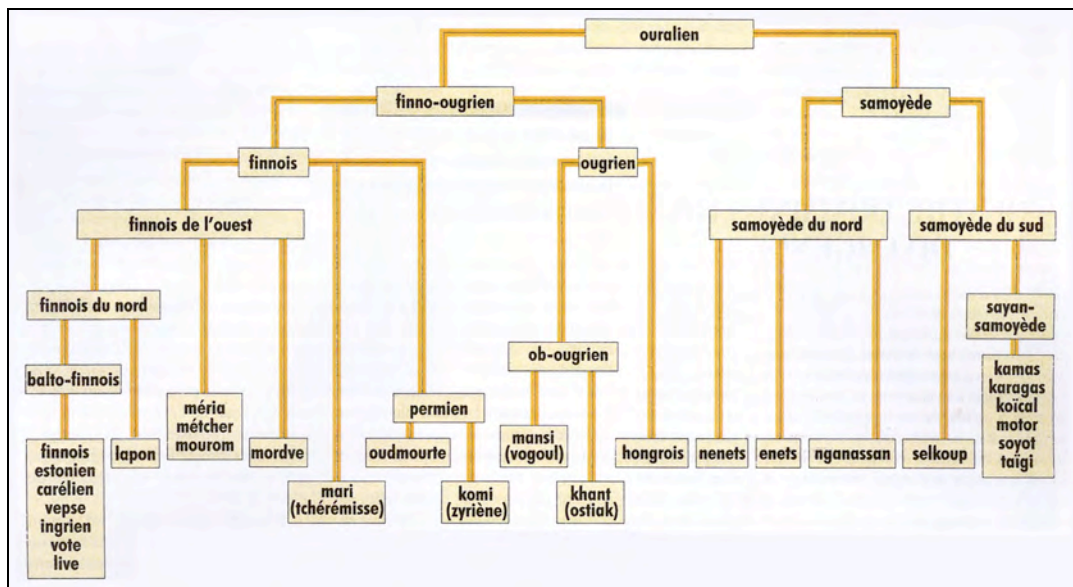 ouralien
finno-ougrien
samoyède
finnois
ougrien
finnois de l'ouest
samoyède du nord
samoyède du sud
finnois du nord
sayan-
samoyède
ob-ougrien
balto-finnois
kamas
karagas
koïcal
motor
soyot
taïgi
méria
métcher
mourom
permien
finnois
estonien
carélien
vepse
ingrien
vote
live
lapon
mordve
oudmourte
mansi
(vogoul)
hongrois
nenets
enets
nganassan
selkoup
mari
(tchérémisse)
komi
(zyriène)
khant
(ostiak)